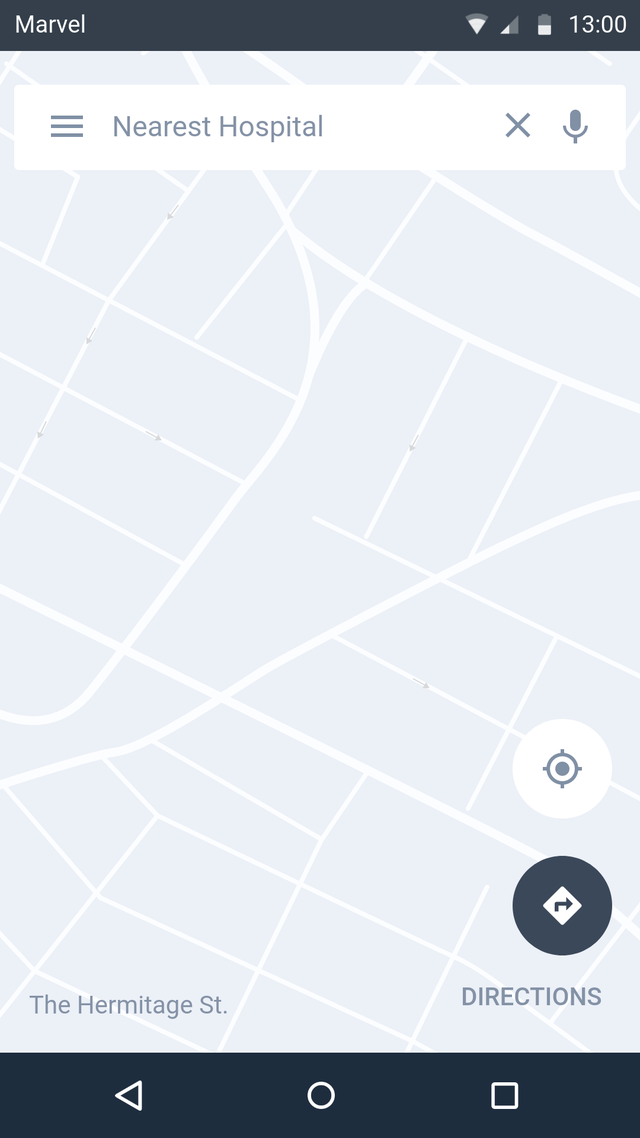 Marvel
13:00
Nearest Hospital
The Hermitage St.
DIRECTIONS